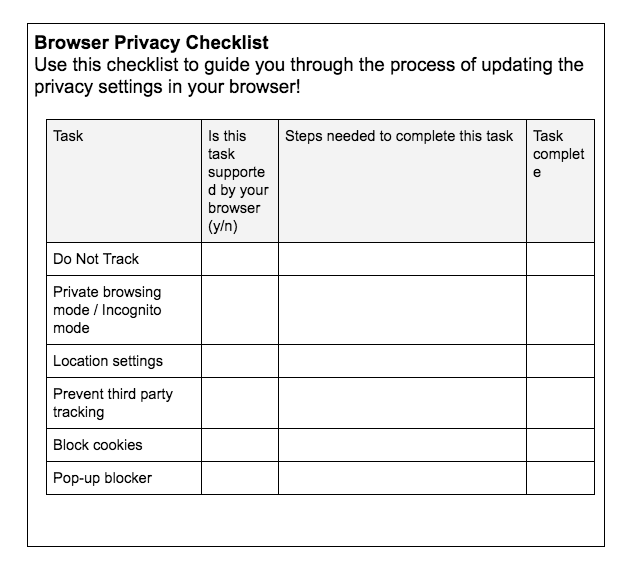 Browser Privacy Checklist
Use this checklist to guide you through the process of updating the
privacy settings in your browser!
Task
Is this
task
supporte
d by your
browser
(y/n)
Steps needed to complete this task
Task
complet
e
Do Not Track
Private browsing
mode / Incognito
mode
Location settings
Prevent third party
tracking
Block cookies
Pop-up blocker